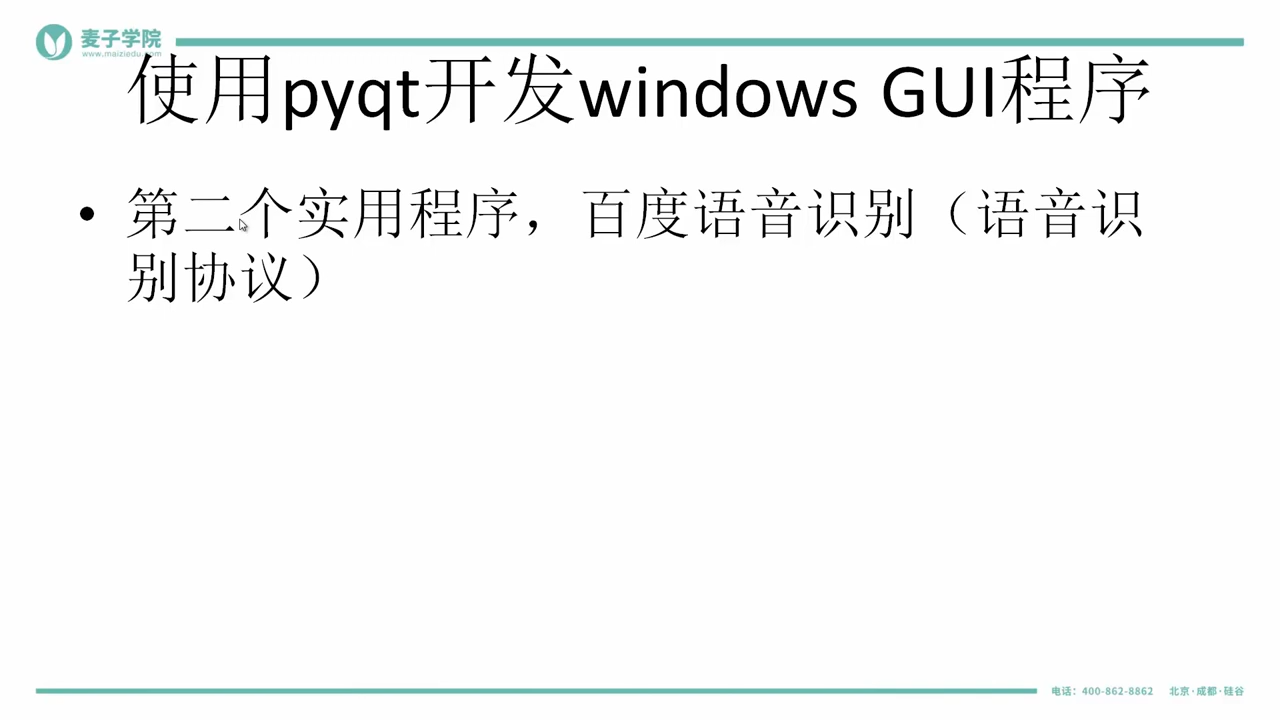 麦子学院
www.maiziedu.com
使用pyqt开发windows GUI程序
• 第二个实用程序，百度语音识别（语音识
别协议）
电话：400-862-8862 北京·成都·硅谷